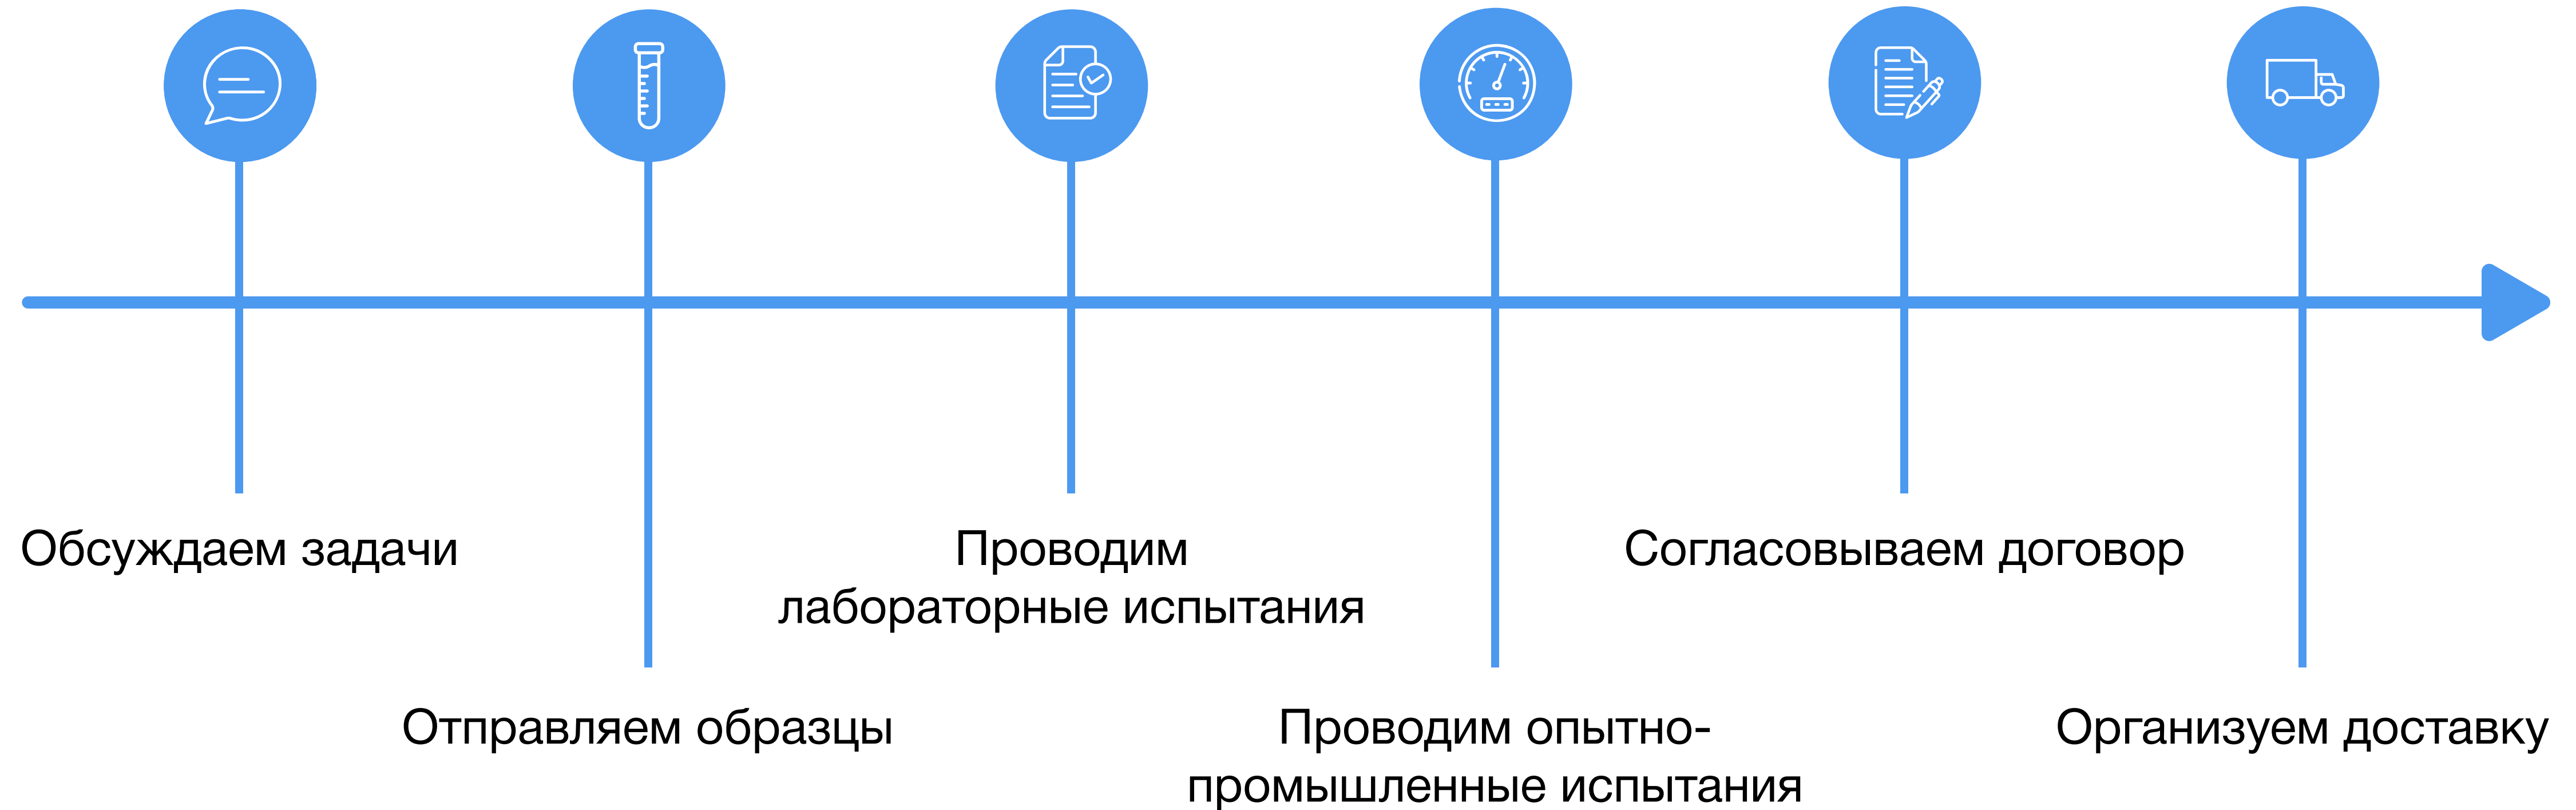 Обсуждаем задачи
Отправляем образцы
Проводим
лабораторные испытания
Проводим опытно-
промышленные испытания
Согласовываем договор
Организуем доставку